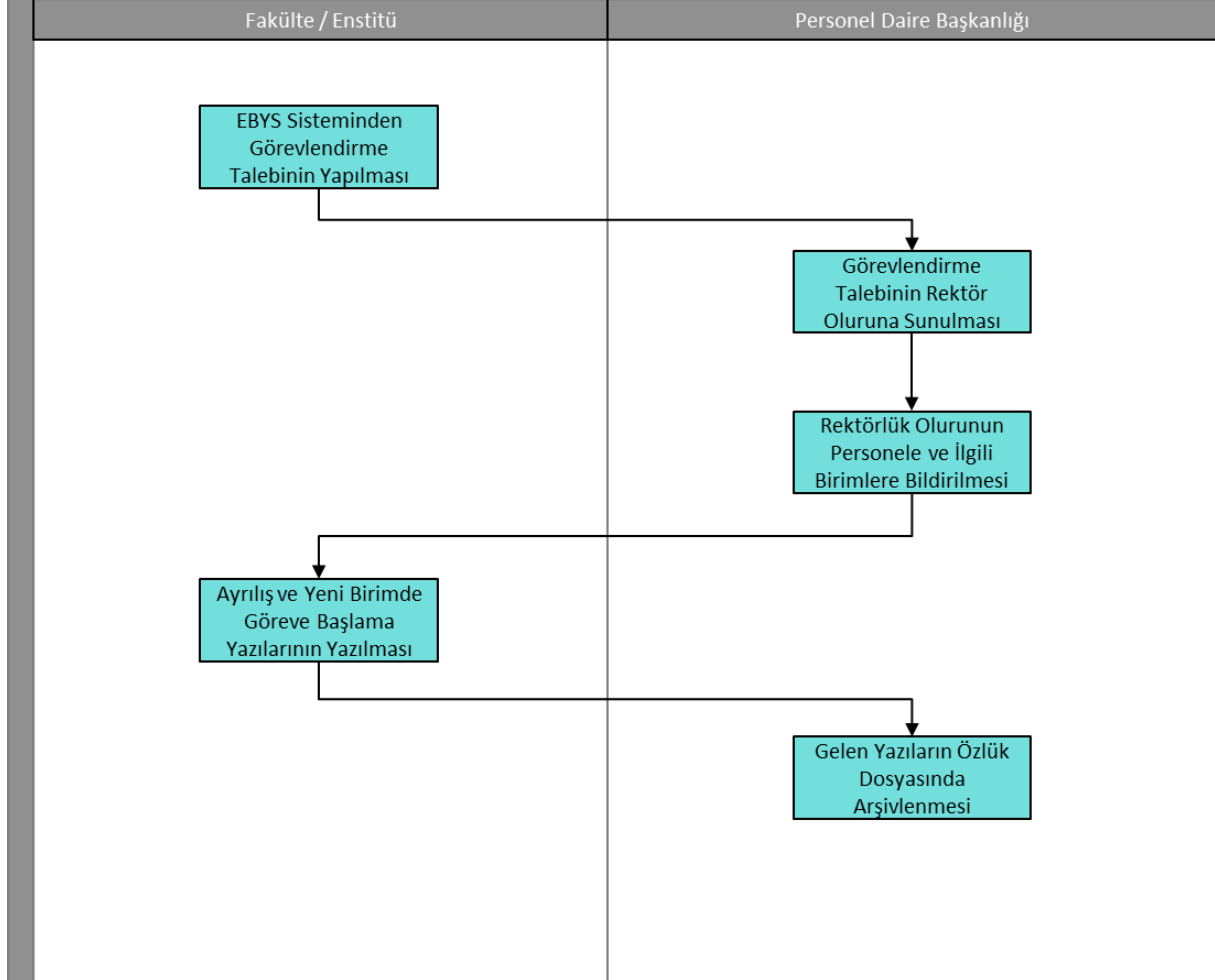 Fakülte / Enstitü
Personel Daire Başkanlığı
EBYS Sisteminden
Görevlendirme
Talebinin Yapılması
Görevlendirme
Talebinin Rektör
Oluruna Sunulması
Rektörlük Olurunun
Personele ve İlgili
Birimlere Bildirilmesi
Ayrılış ve Yeni Birimde
Göreve Başlama
Yazılarının Yazılması
Gelen Yazıların Özlük
Dosyasında
Arşivlenmesi